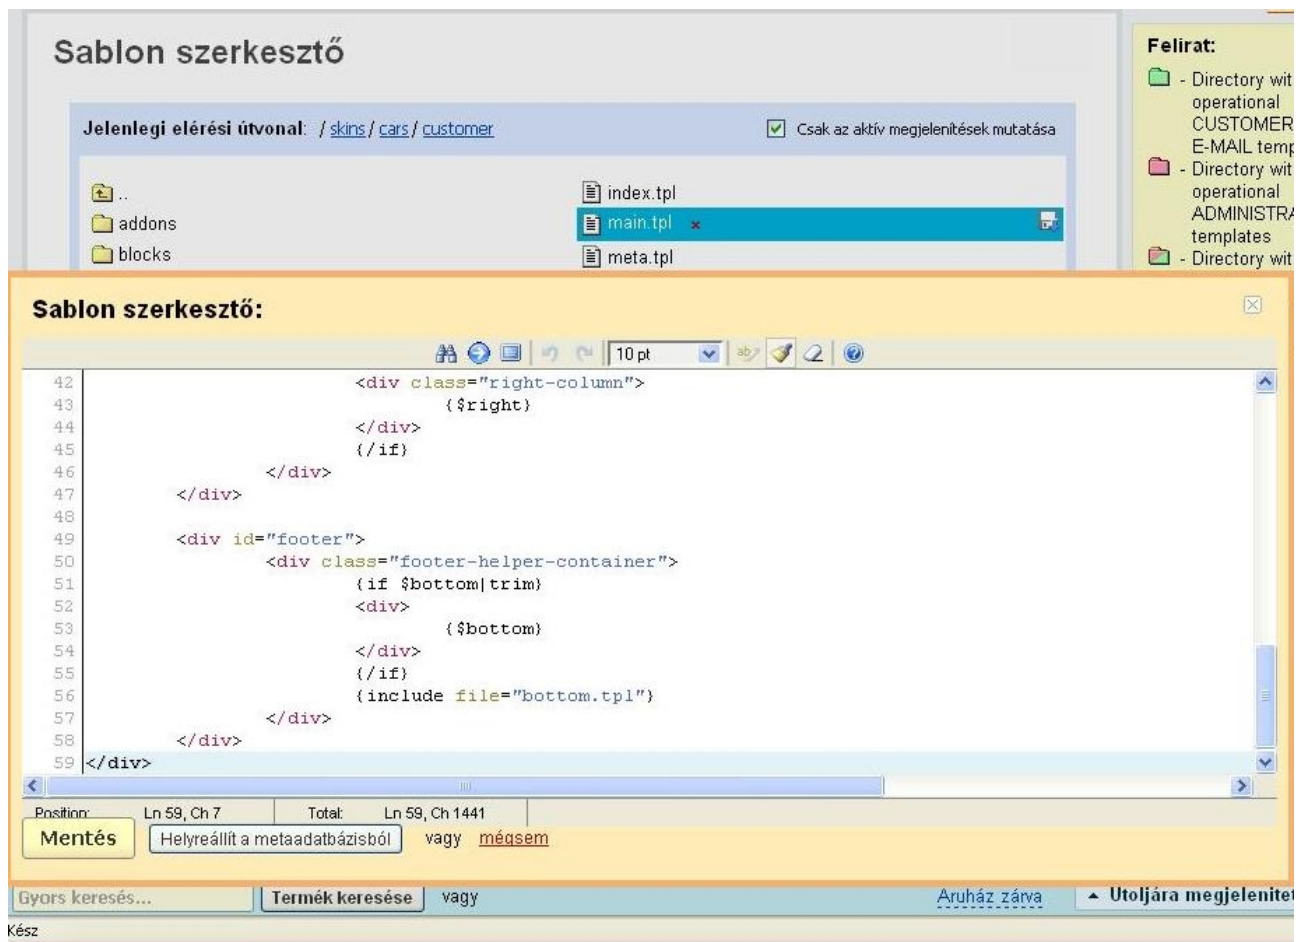 Sablon szerkesztő
Jelenlegi elérési útvonal: / skins / cars / customer
Csak az aktív megjelenítések mutatása
..
addons
blocks
index.tpl
main.tpl
meta.tpl
Felirat:
- Directory wit
operational
CUSTOMER
E-MAIL temp
- Directory wit
operational
ADMINISTRA
templates
- Directory wit
Sablon szerkesztő:
10 pt
42 <div class="right-column">
43 {$right}
44 </div>
45 {/if}
46 </div>
47 </div>
48
49 <div id="footer">
50 <div class="footer-helper-container">
51 {if $bottom|trim}
52 <div>
53 {$bottom}
54 </div>
55 {/if}
56 {include file="bottom.tpl"}
57 </div>
58 </div>
59 </div>
Position: Ln 59, Ch 7 Total: Ln 59, Ch 1441
Mentés Helyreállít a metaadatbázisból vagy mégsem
Gyors keresés... Termék keresése vagy Aruház zárva Utoljára megjelenitet
Kész